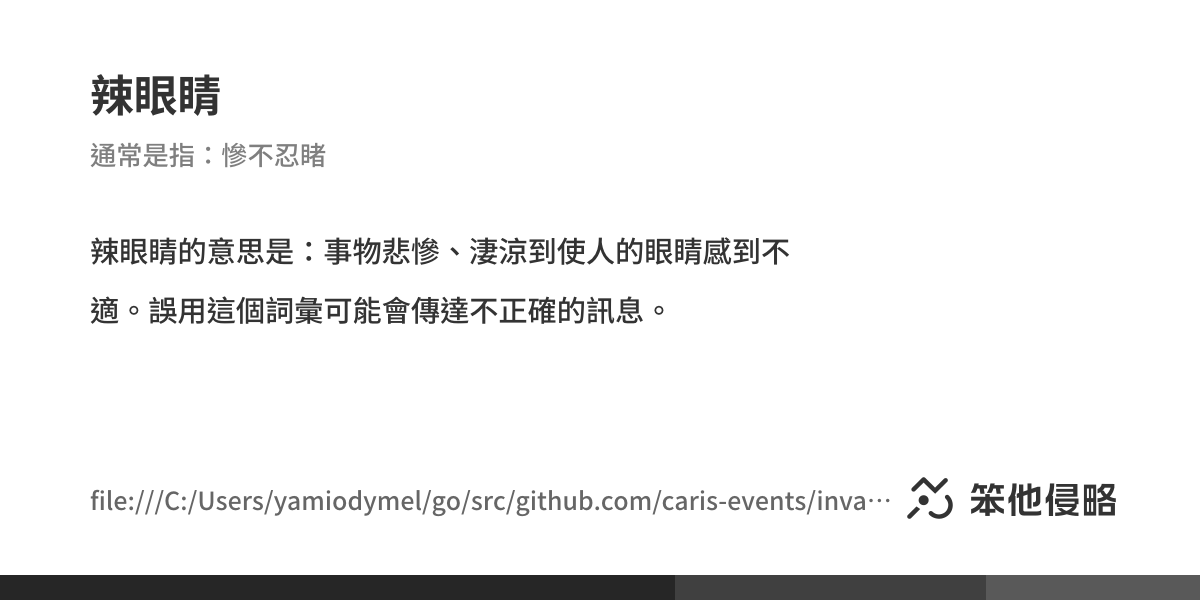 辣眼睛
通常是指：慘不忍睹
辣眼睛的意思是：事物悲慘、淒涼到使人的眼睛感到不
適。誤用這個詞彙可能會傳達不正確的訊息。
file:///C:/Users/yamiodymel/go/src/github.com/caris-events/inva…
笨他侵略